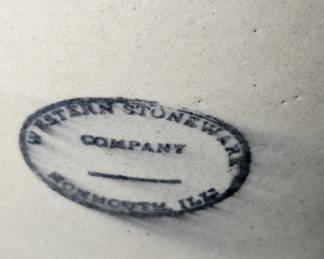 WESTERN STONEWARE
COMPANY
MONMOUTH, ILL.